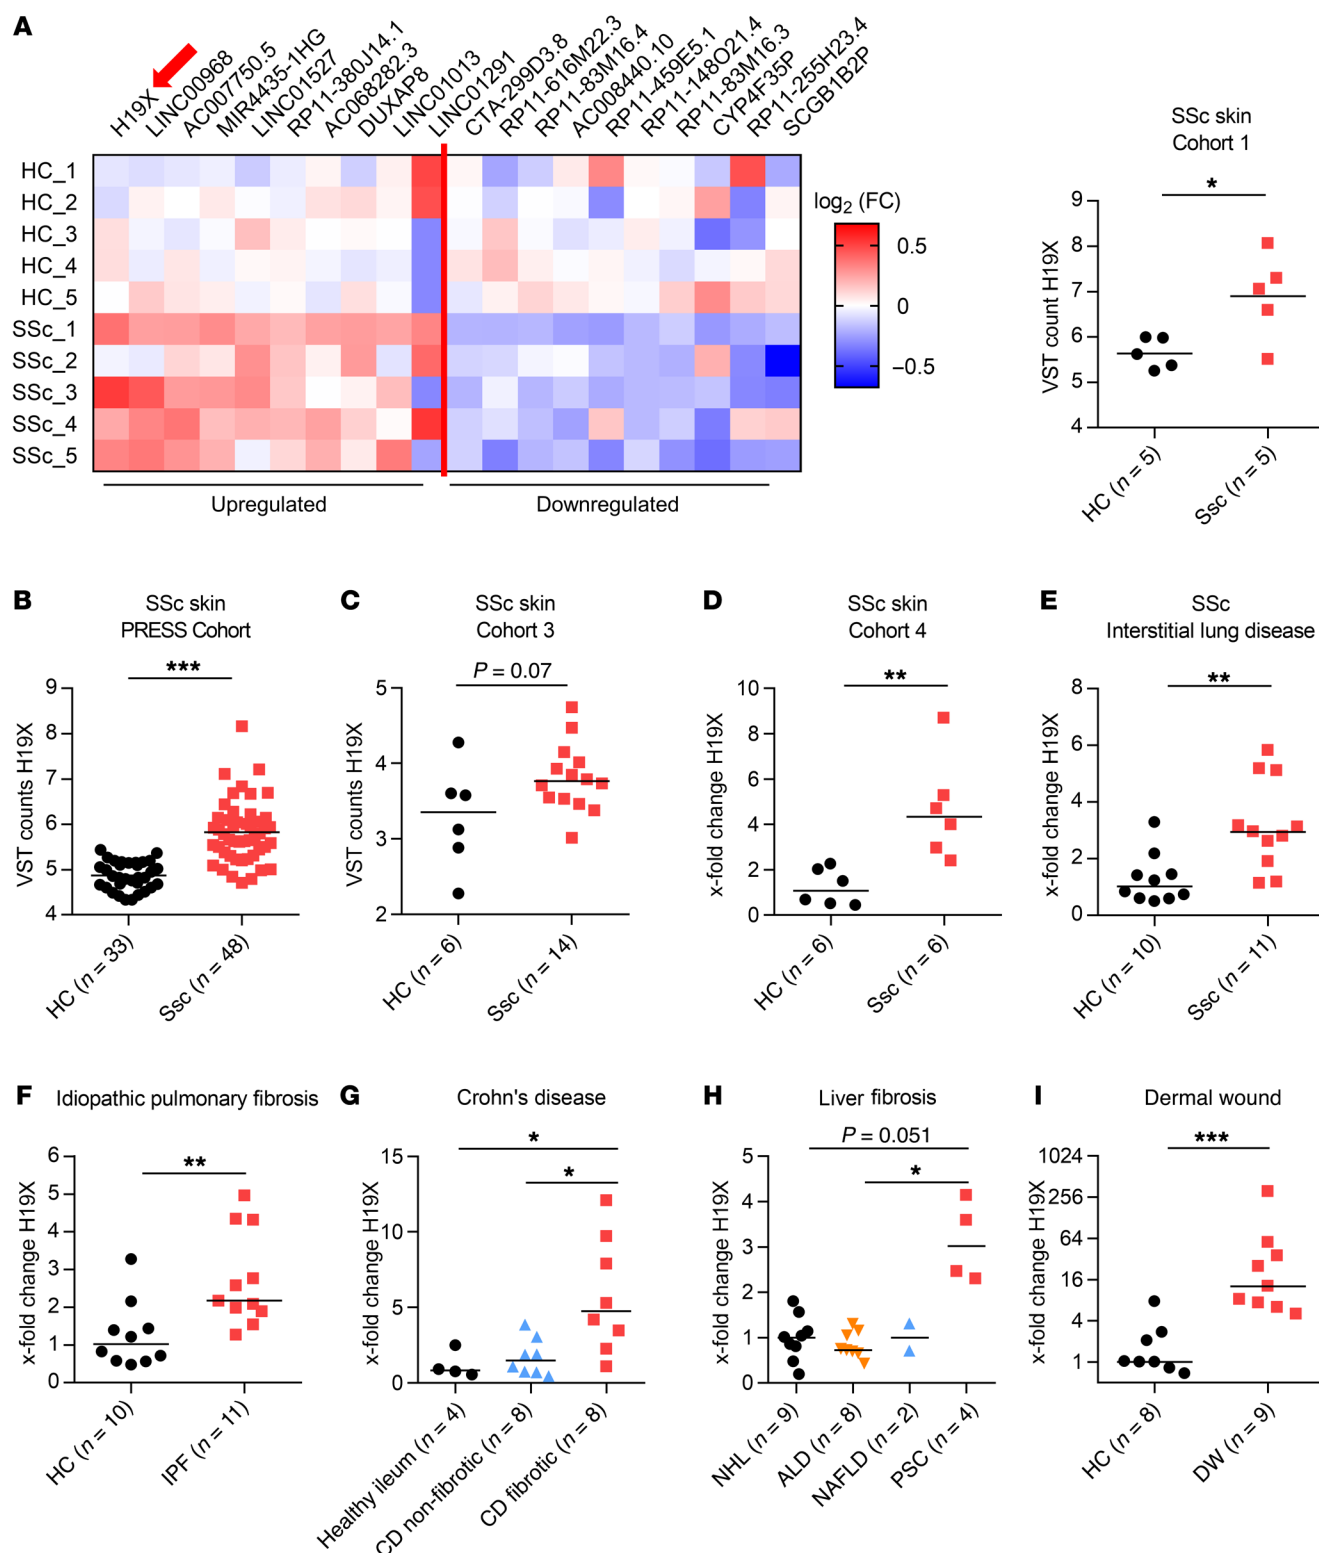 A
H19X
LINC00968
AC007750.5
MIR4435-1HG
LINC01527
RP11-380J14.1
AC068282.3
DUXAP8
LINC01013
LINC01291
CTA-299D3.8
RP11-616M22.3
RP11-83M16.4
AC008440.10
RP11-459E5.1
RP11-148O21.4
RP11-83M16.3
CYP4F35P
RP11-255H23.4
SCGB1B2P
HC_1
HC_2
HC_3
HC_4
HC_5
SSc_1
SSc_2
SSc_3
SSc_4
SSc_5
Upregulated
Downregulated
log2 (FC)
0.5
0
−0.5
SSc skin
Cohort 1
*
VST count H19X
9
8
7
6
5
4
HC (n = 5)
Ssc (n = 5)
B
SSc skin
PRESS Cohort
***
VST counts H19X
9
8
7
6
5
4
HC (n = 33)
Ssc (n = 48)
C
SSc skin
Cohort 3
P = 0.07
VST counts H19X
5
4
3
2
HC (n = 6)
Ssc (n = 14)
D
SSc skin
Cohort 4
**
x-fold change H19X
10
8
6
4
2
0
HC (n = 6)
Ssc (n = 6)
E
SSc
Interstitial lung disease
**
x-fold change H19X
8
6
4
2
0
HC (n = 10)
Ssc (n = 11)
F
Idiopathic pulmonary fibrosis
**
x-fold change H19X
6
5
4
3
2
1
0
HC (n = 10)
IPF (n = 11)
G
Crohn's disease
*
*
x-fold change H19X
15
10
5
0
Healthy ileum (n = 4)
CD non-fibrotic (n = 8)
CD fibrotic (n = 8)
H
Liver fibrosis
P = 0.051
*
x-fold change H19X
5
4
3
2
1
0
NHL (n = 9)
ALD (n = 8)
NAFLD (n = 2)
PSC (n = 4)
I
Dermal wound
***
x-fold change H19X
1024
256
64
16
4
1
HC (n = 8)
DW (n = 9)